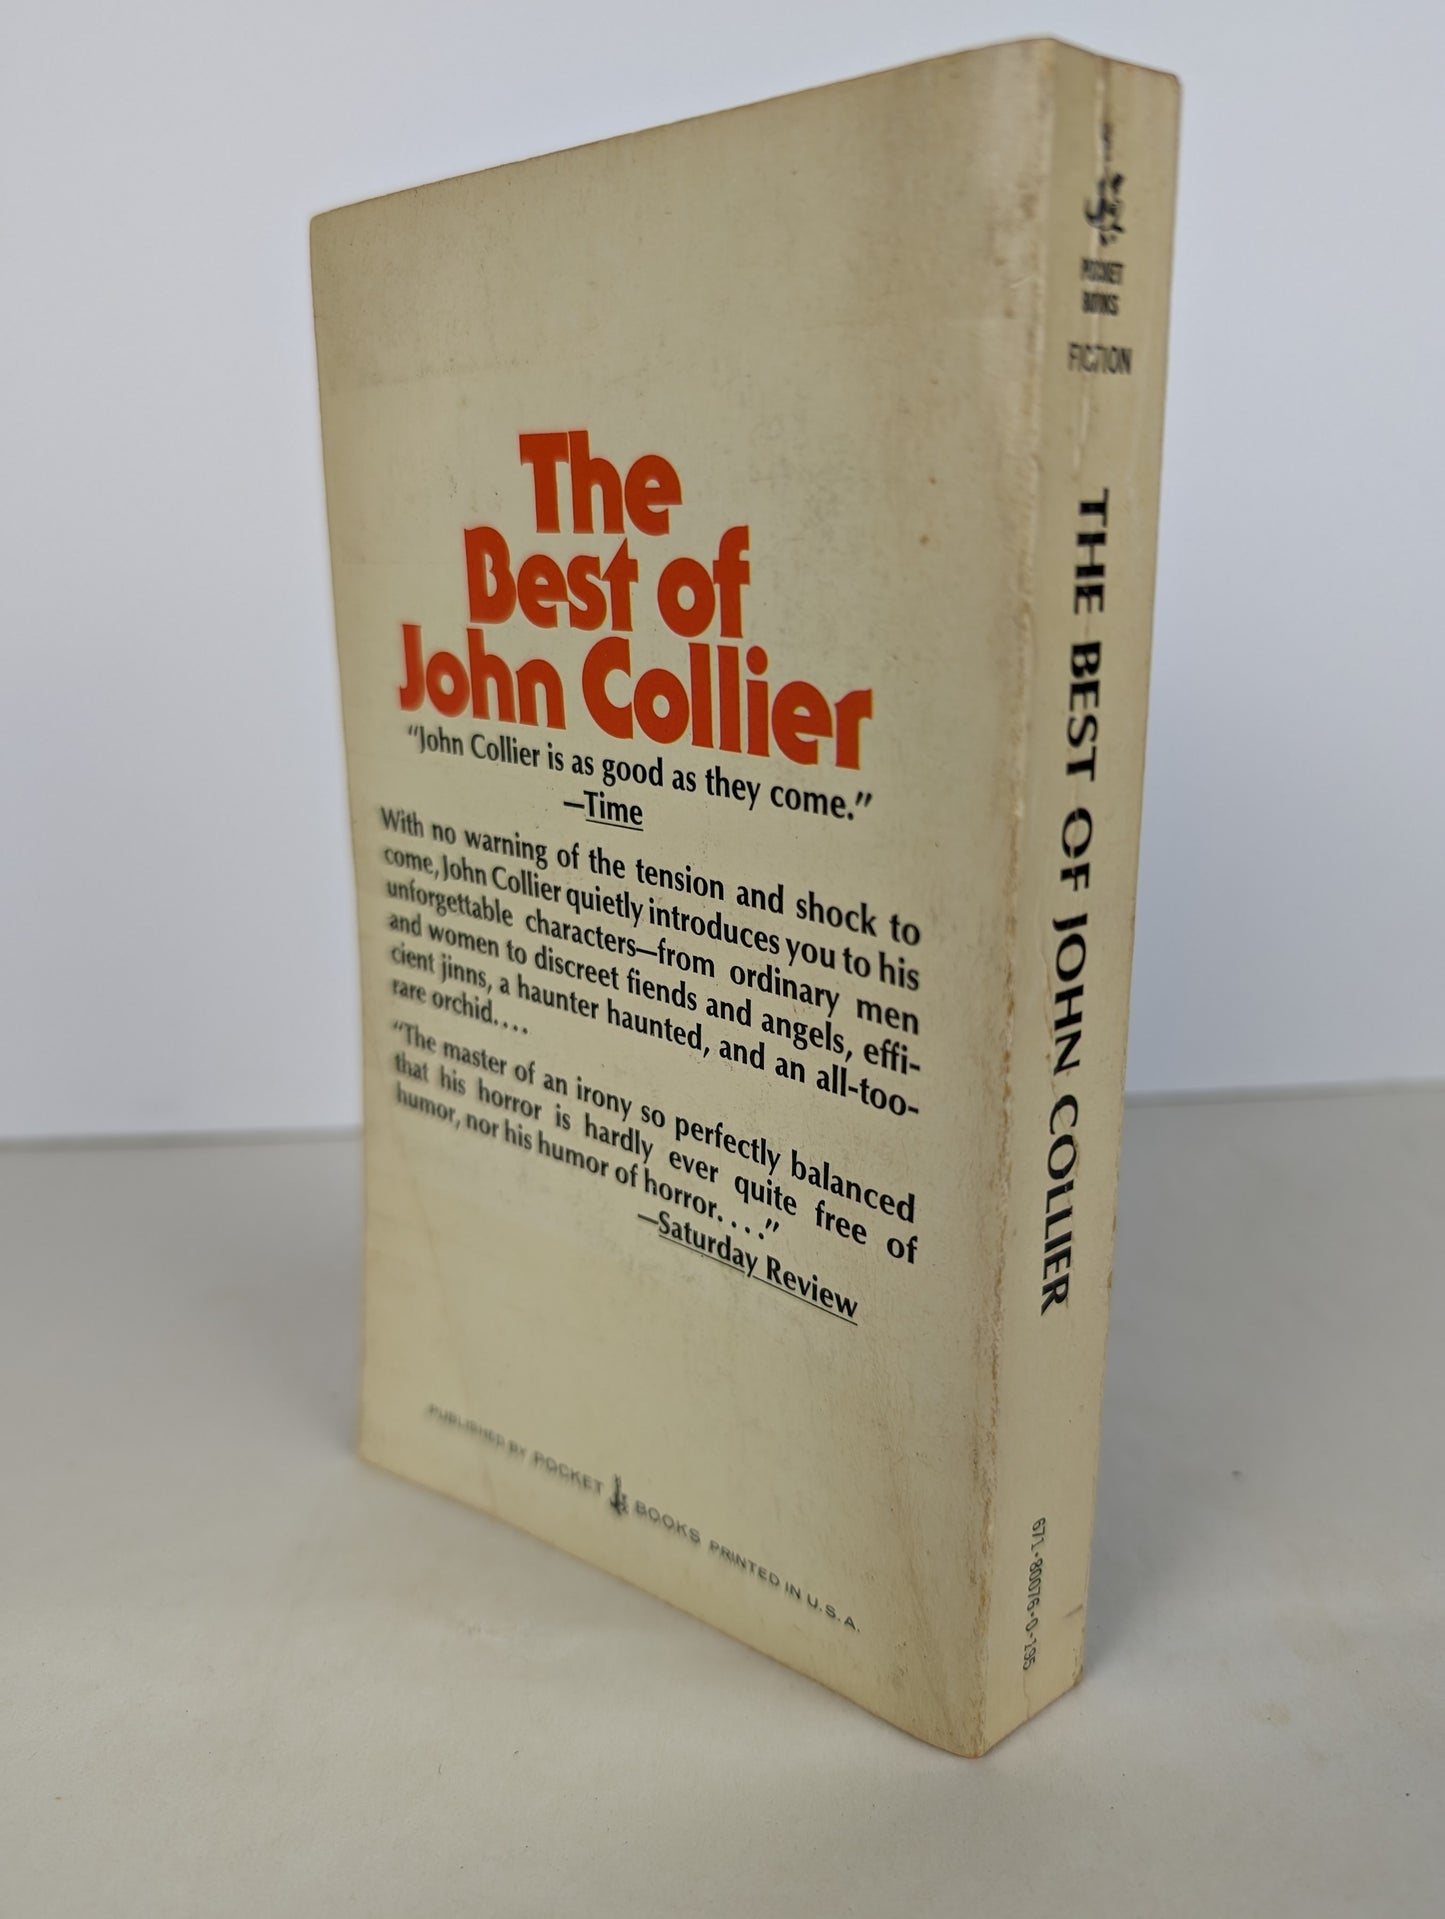 The
Best of
John Collier
“John Collier is as good as they come.”
—Time
With no warning of the tension and shock to
come, John Collier quietly introduces you to his
unforgettable characters—from ordinary men
and women to discreet fiends and angels, effi-
cient jinns, a haunter haunted, and an all-too-
rare orchid....
“The master of an irony so perfectly balanced
that his horror is hardly ever quite free of
humor, nor his humor of horror....”
—Saturday Review
PUBLISHED BY POCKET BOOKS PRINTED IN U.S.A.
POCKET
BOOKS
FICTION
THE BEST OF JOHN COLLIER
671·80076·0·195